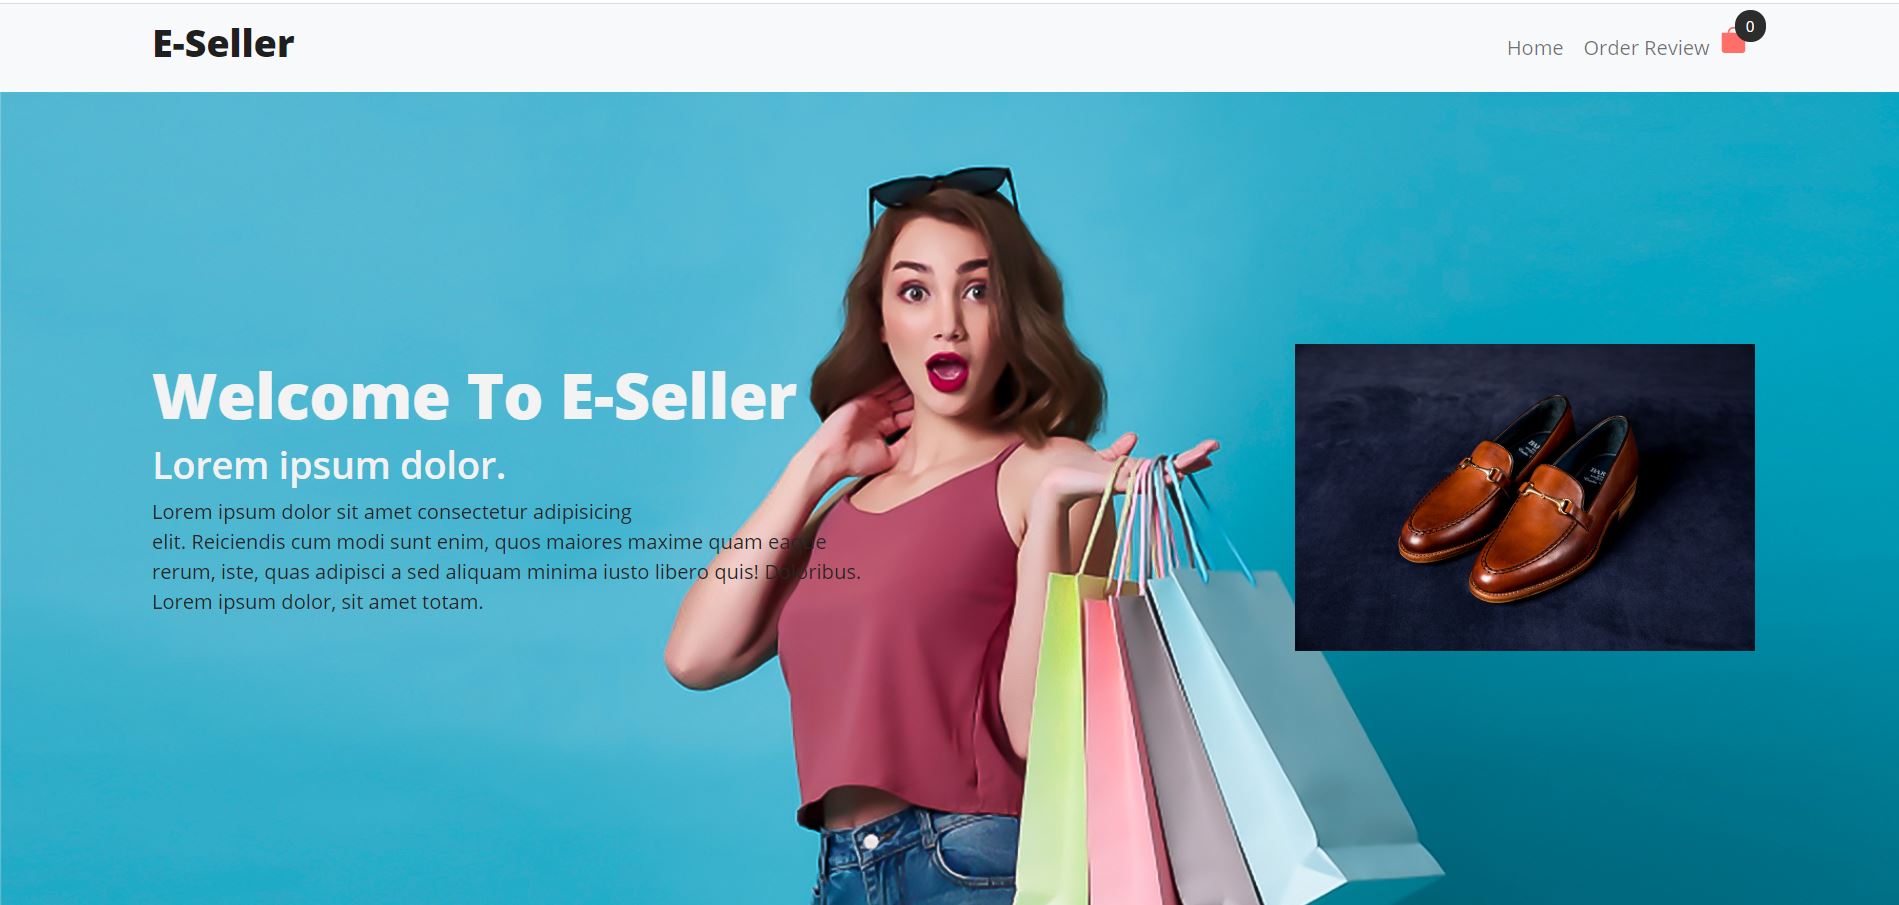 E-Seller
Home
Order Review
0
Welcome To E-Seller
Lorem ipsum dolor.
Lorem ipsum dolor sit amet consectetur adipisicing
elit. Reiciendis cum modi sunt enim, quos maiores maxime quam eaque
rerum, iste, quas adipisci a sed aliquam minima iusto libero quis! Doloribus.
Lorem ipsum dolor, sit amet totam.